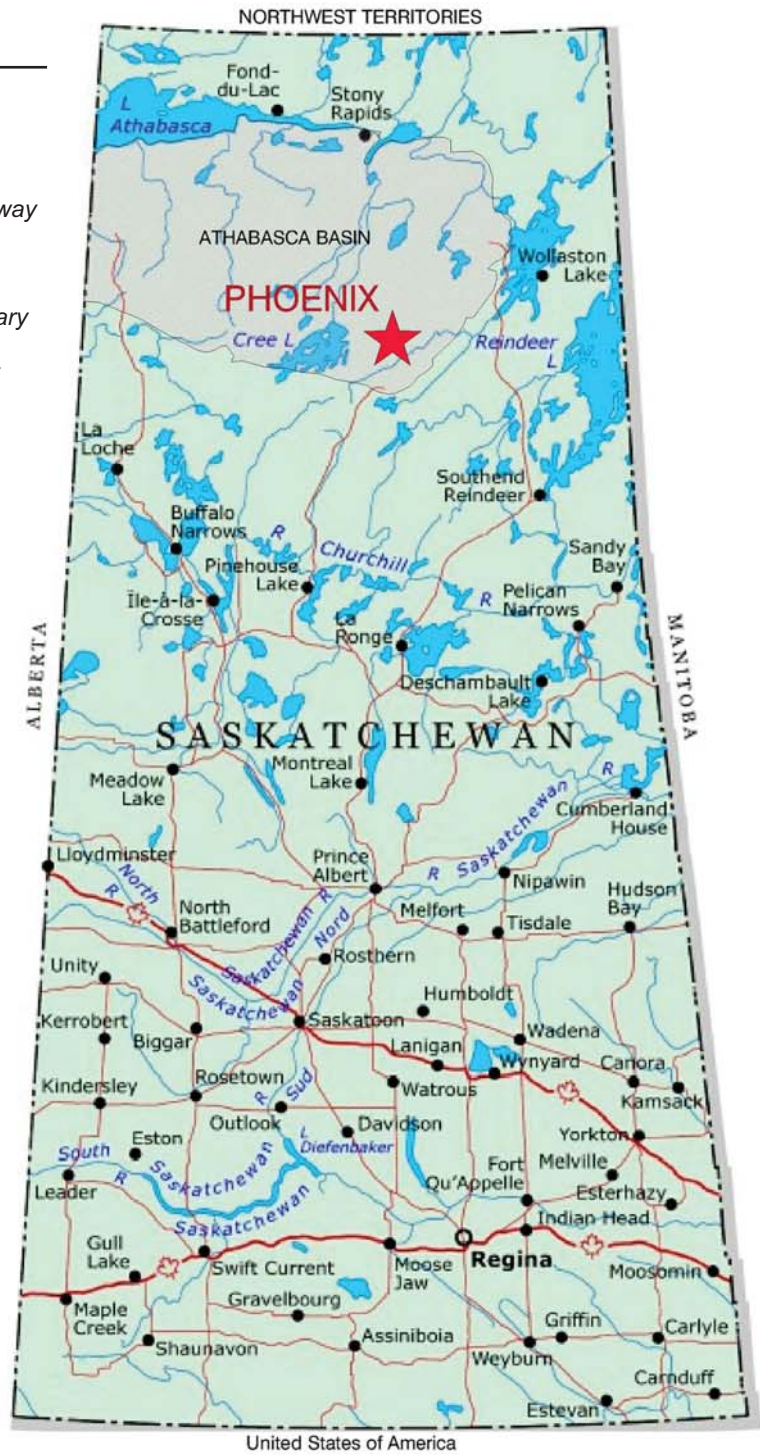 NORTHWEST TERRITORIES
way
ary
Fond-
du-Lac
Stony
Rapids
L
Athabasca
ATHABASCA BASIN
Wollaston
Lake
PHOENIX
Cree L
Reindeer
L
La
Loche
Southend
Reindeer
Buffalo
Narrows
R
Churchill
R
Sandy
Bay
Pinehouse
Lake
Pelican
Narrows
Île-à-la-
Crosse
La
Ronge
ALBERTA
MANITOBA
Deschambault
Lake
SASKATCHEWAN
Meadow
Lake
Montreal
Lake
R
Saskatchewan
R
Cumberland
House
Lloydminster
North
R
Prince
Albert
Nipawin
Hudson
Bay
North
Battleford
Saskatchewan R
Nord
Melfort
Tisdale
Rosthern
Unity
Saskatchewan
Humboldt
Kerrobert
Biggar
Saskatoon
Wadena
Lanigan
Wynyard
Canora
Kindersley
Rosetown
Watrous
Kamsack
R
Sud
Outlook
Davidson
L
Diefenbaker
Yorkton
South
R
Eston
Saskatchewan
Fort
Qu'Appelle
Melville
Leader
Saskatchewan
Esterhazy
Indian Head
Gull
Lake
Swift Current
Moose
Jaw
Regina
Moosomin
Maple
Creek
Gravelbourg
Griffin
Carlyle
Shaunavon
Assiniboia
Weyburn
Carnduff
Estevan
United States of America